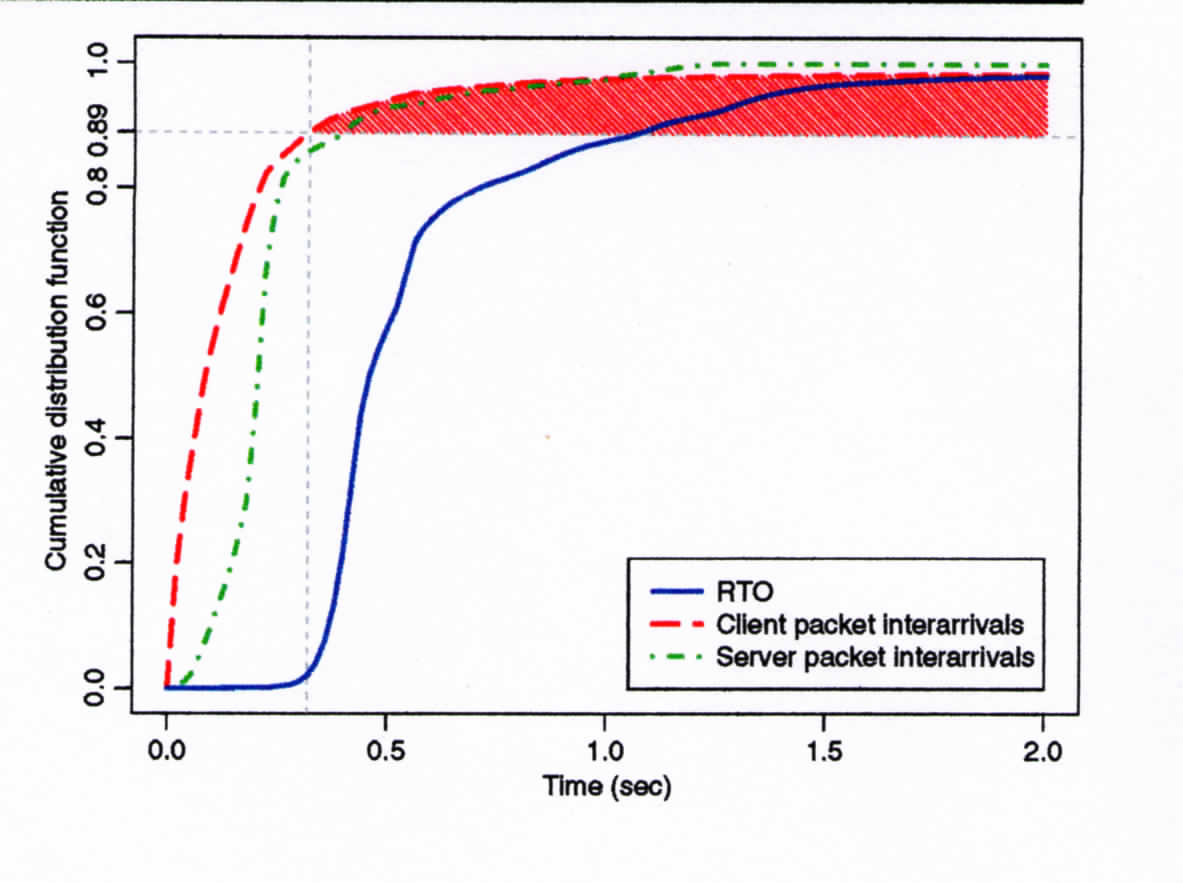 Cumulative distribution function
1.0
0.89
0.8
0.6
0.4
0.2
0.0
RTO
Client packet interarrivals
Server packet interarrivals
0.0 0.5 1.0 1.5 2.0
Time (sec)